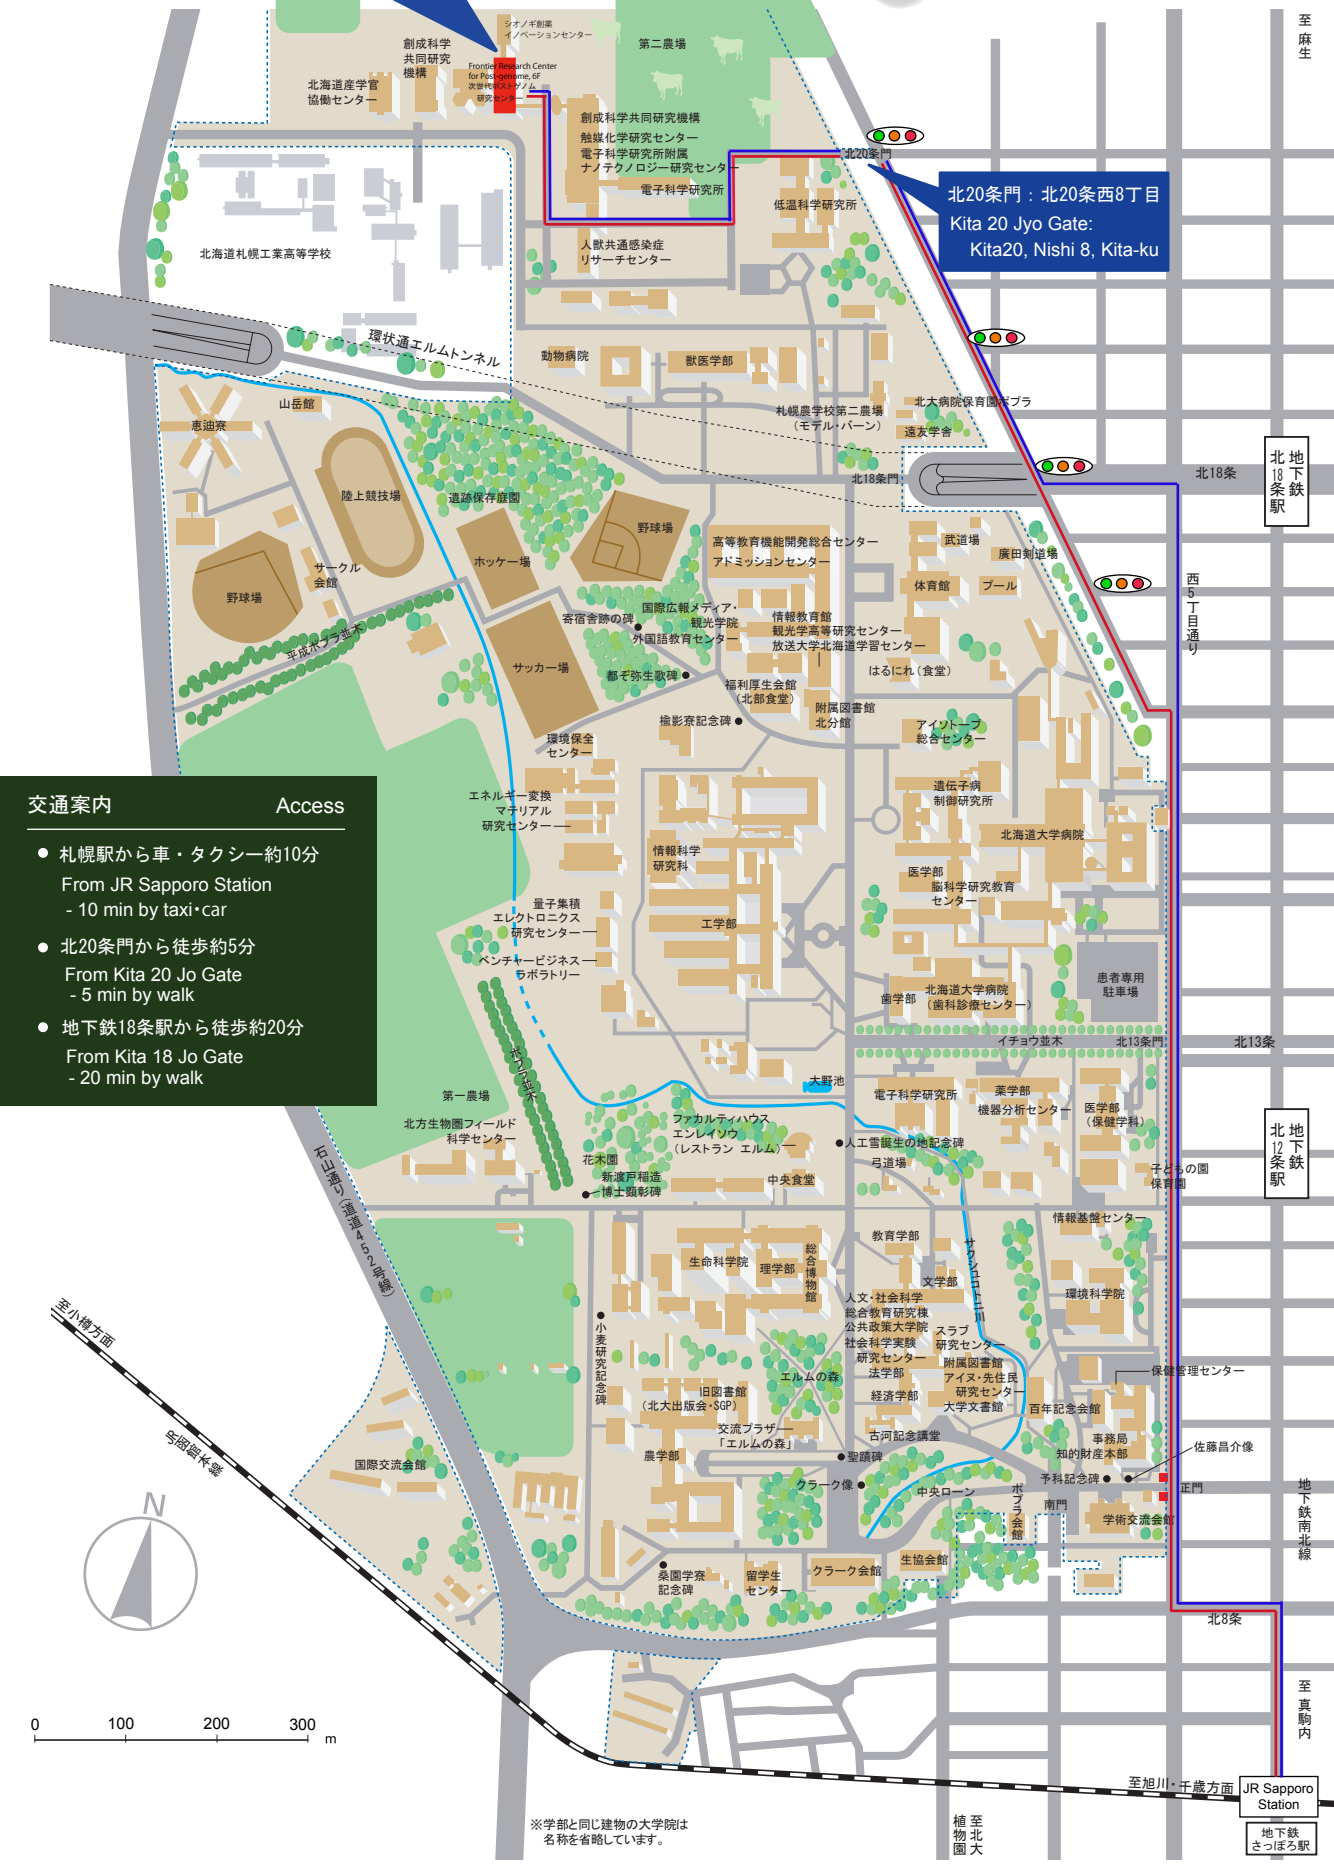 シオノギ創薬
イノベーションセンター
創成科学
共同研究
機構
北海道産学官
協働センター
Frontier Research Center
for Post-genome, 6F
次世代ポストゲノム
研究センター
第二農場
至麻生
創成科学共同研究機構
触媒化学研究センター
電子科学研究所附属
ナノテクノロジー研究センター
電子科学研究所
北20条門
低温科学研究所
北20条門：北20条西8丁目
Kita 20 Jyo Gate:
Kita20, Nishi 8, Kita-ku
人獣共通感染症
リサーチセンター
北海道札幌工業高等学校
環状通エルムトンネル
動物病院
獣医学部
山岳館
恵迪寮
札幌農学校第二農場
(モデル・バーン)
北大病院保育園ポプラ
遠友学舎
北18条門
北18条
地下鉄
北18条駅
陸上競技場
遺跡保存庭園
野球場
ホッケー場
高等教育機能開発総合センター
アドミッションセンター
武道場
廣田剣道場
体育館
プール
サークル
会館
野球場
平成ポプラ並木
寄宿舎跡の碑
国際広報メディア・
観光学院
外国語教育センター
情報教育館
観光学高等研究センター
放送大学北海道学習センター
西5丁目通り
サッカー場
都ぞ弥生歌碑
はるにれ(食堂)
福利厚生会館
(北部食堂)
附属図書館
北分館
楡影寮記念碑
アイソトープ
総合センター
環境保全
センター
エネルギー変換
マテリアル
研究センター
遺伝子病
制御研究所
北海道大学病院
情報科学
研究科
医学部
脳科学研究教育
センター
交通案内 Access
● 札幌駅から車・タクシー約10分
From JR Sapporo Station
- 10 min by taxi・car
● 北20条門から徒歩約5分
From Kita 20 Jo Gate
- 5 min by walk
● 地下鉄18条駅から徒歩約20分
From Kita 18 Jo Gate
- 20 min by walk
量子集積
エレクトロニクス
研究センター
工学部
ベンチャービジネス
ラボラトリー
歯学部
北海道大学病院
(歯科診療センター)
患者専用
駐車場
イチョウ並木
北13条門
北13条
ポプラ並木
大野池
第一農場
電子科学研究所
薬学部
機器分析センター
医学部
(保健学科)
地下鉄
北12条駅
北方生物圏フィールド
科学センター
ファカルティハウス
エンレイソウ
(レストラン エルム)
人工雪誕生の地記念碑
弓道場
花木園
新渡戸稲造
博士顕彰碑
中央食堂
子どもの園
保育園
石山通り(道道452号線)
情報基盤センター
生命科学院
理学部
総合博物館
教育学部
文学部
サクシュコトニ川
環境科学院
人文・社会科学
総合教育研究棟
公共政策大学院
社会科学実験
研究センター
法学部
スラブ
研究センター
附属図書館
アイヌ・先住民
研究センター
大学文書館
経済学部
小麦研究記念碑
エルムの森
旧図書館
(北大出版会・SGP)
交流プラザ
「エルムの森」
古河記念講堂
百年記念会館
保健管理センター
事務局
知的財産本部
佐藤昌介像
予科記念碑
正門
至小樽方面
JR函館本線
国際交流会館
農学部
聖蹟碑
クラーク像
中央ローン
ポプラ会館
南門
学術交流会館
地下鉄南北線
N
桑園学寮
記念碑
留学生
センター
クラーク会館
生協会館
北8条
0 100 200 300
m
至真駒内
至旭川・千歳方面
JR Sapporo
Station
地下鉄
さっぽろ駅
※学部と同じ建物の大学院は
名称を省略しています。
至北大
植物園